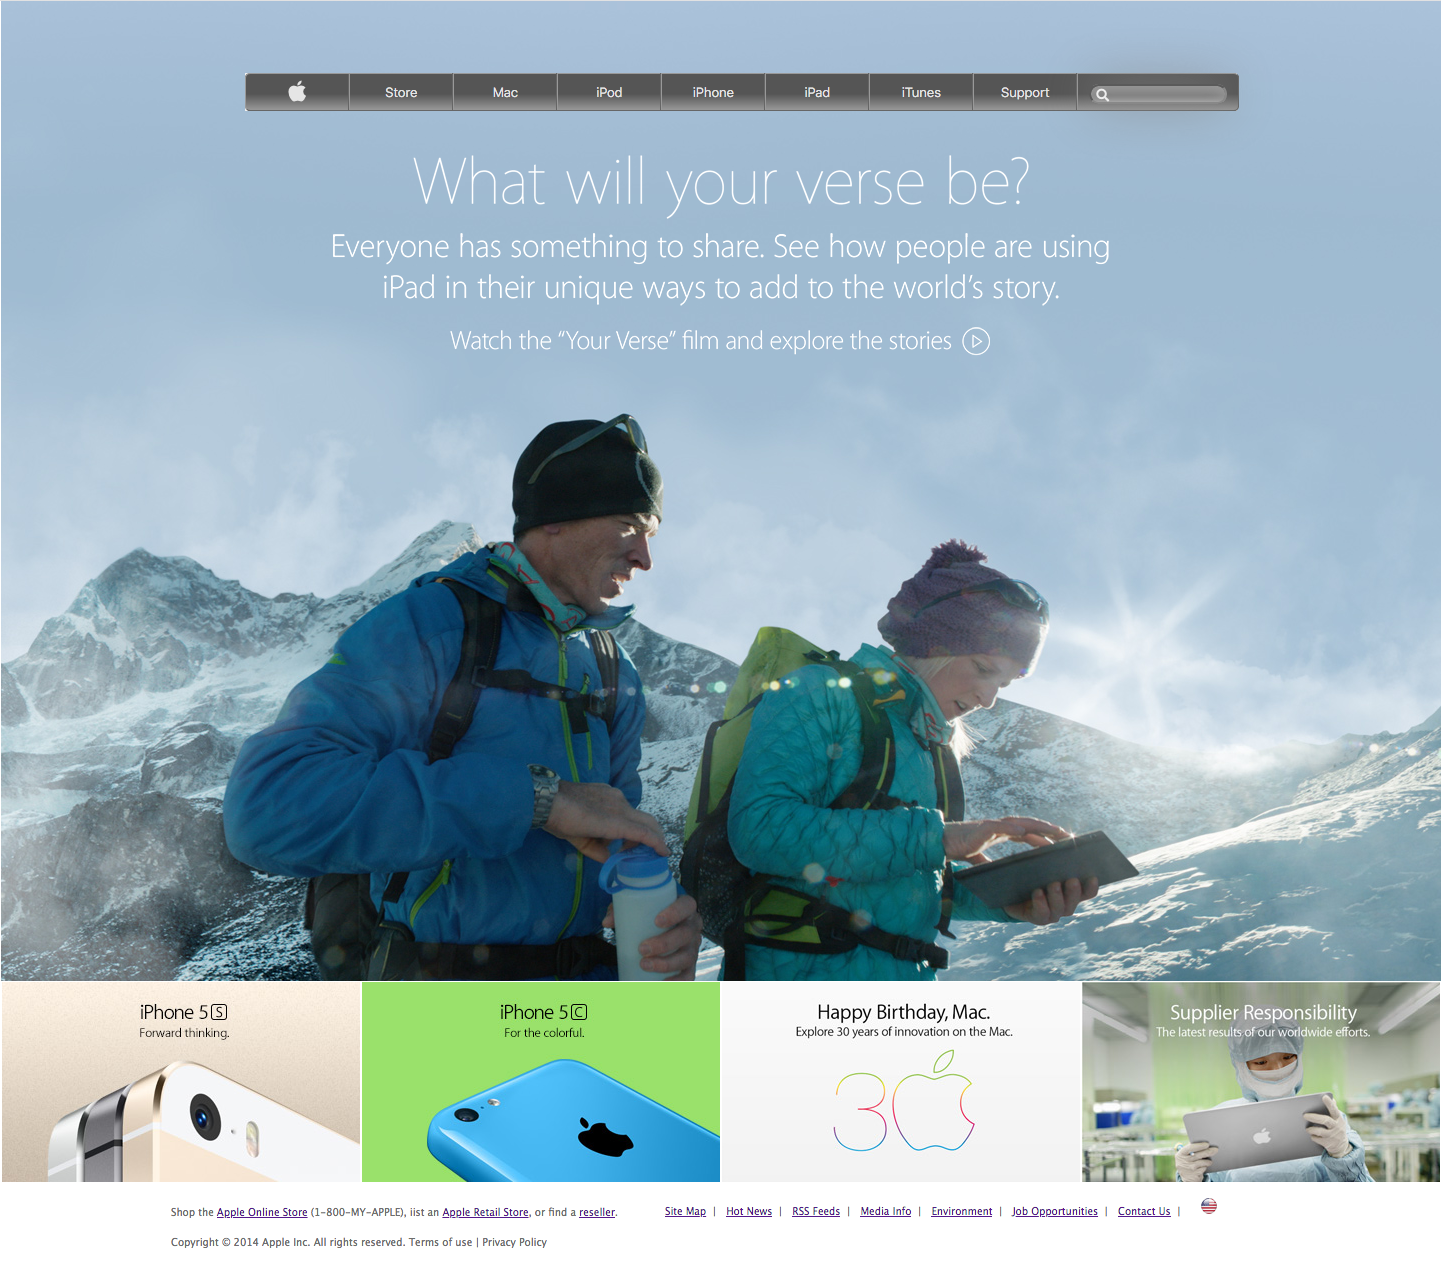 Store Mac iPod iPhone iPad iTunes Support
What will your verse be?
Everyone has something to share. See how people are using
iPad in their unique ways to add to the world’s story.
Watch the “Your Verse” film and explore the stories
iPhone 5S
Forward thinking.
iPhone 5C
For the colorful.
Happy Birthday, Mac.
Explore 30 years of innovation on the Mac.
30
Supplier Responsibility
The latest results of our worldwide efforts.
Shop the Apple Online Store (1-800-MY-APPLE), iist an Apple Retail Store, or find a reseller.
Site Map | Hot News | RSS Feeds | Media Info | Environment | Job Opportunities | Contact Us |
Copyright © 2014 Apple Inc. All rights reserved. Terms of use | Privacy Policy